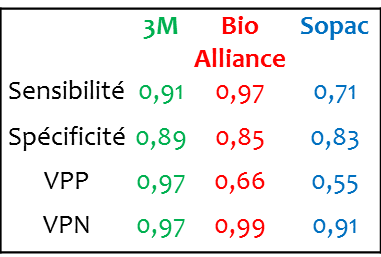 3M Bio Sopac
Alliance
Sensibilité 0,91 0,97 0,71
Spécificité 0,89 0,85 0,83
VPP 0,97 0,66 0,55
VPN 0,97 0,99 0,91